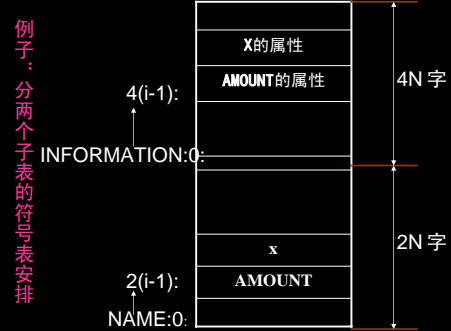 例子：分两个子表的符号表安排
X的属性
AMOUNT的属性
4(i-1):
4N 字
INFORMATION:0:
x
2N 字
2(i-1):
AMOUNT
NAME:0: